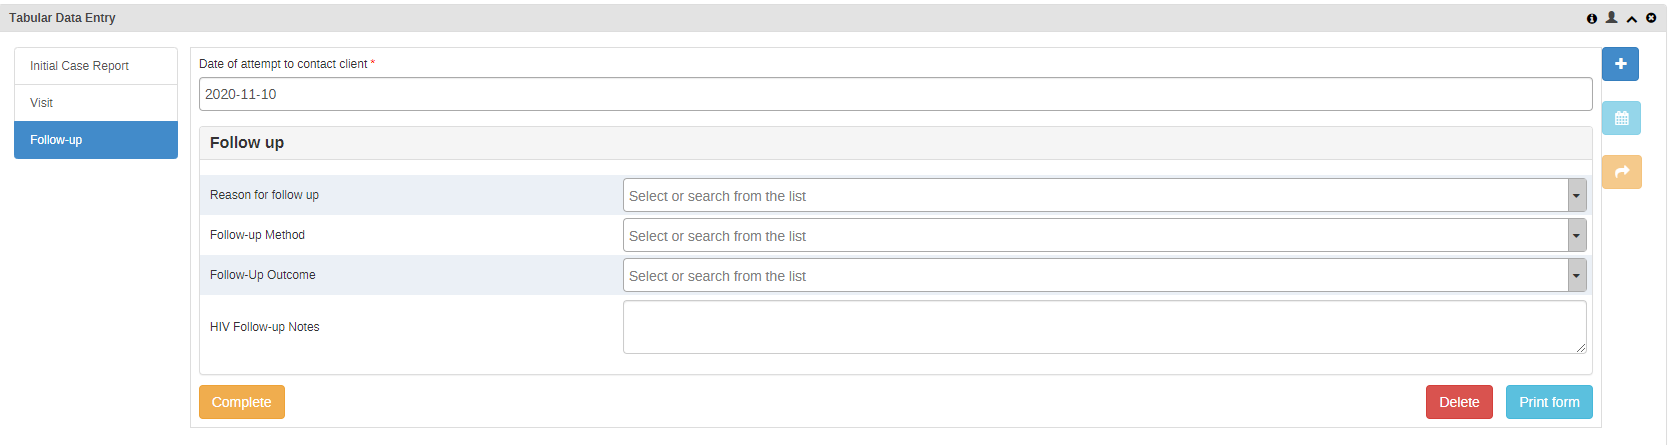 Tabular Data Entry
Initial Case Report
Visit
Follow-up
Date of attempt to contact client *
2020-11-10
Follow up
Reason for follow up
Select or search from the list
Follow-up Method
Select or search from the list
Follow-Up Outcome
Select or search from the list
HIV Follow-up Notes
Complete
Delete
Print form